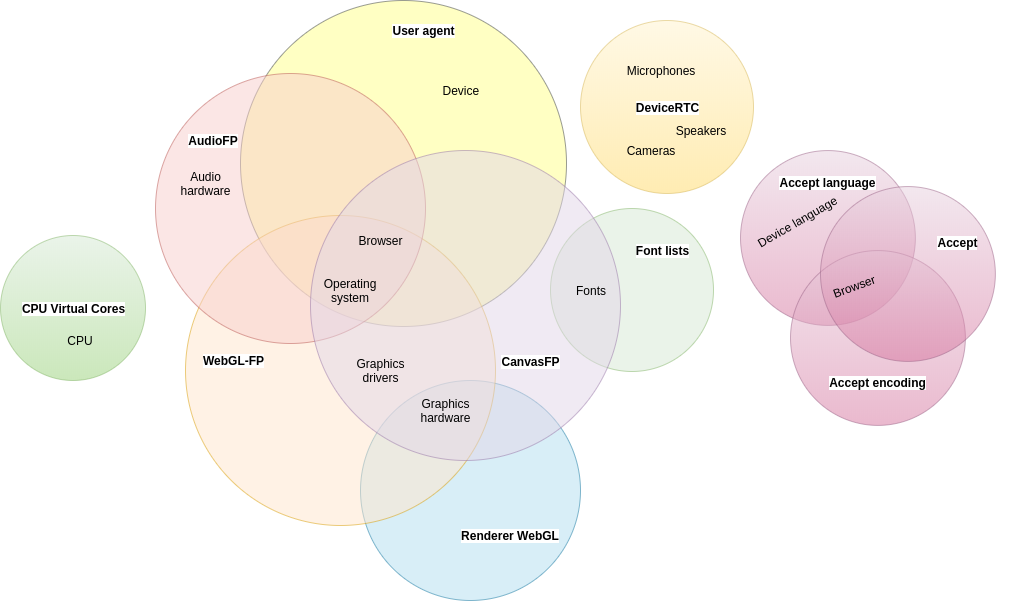 User agent
Device
AudioFP
Audio
hardware
Browser
Operating
system
WebGL-FP
Graphics
drivers
CanvasFP
Graphics
hardware
Renderer WebGL
CPU Virtual Cores
CPU
Microphones
DeviceRTC
Speakers
Cameras
Font lists
Fonts
Accept language
Device language
Accept
Browser
Accept encoding